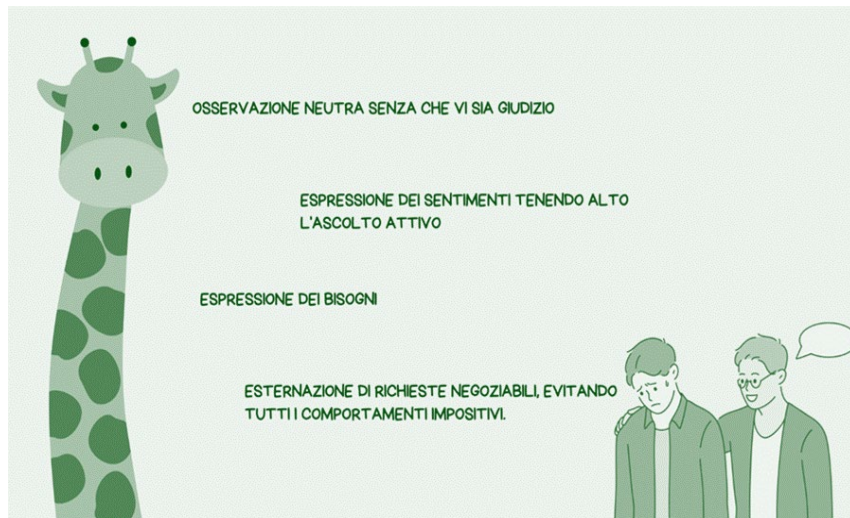 OSSERVAZIONE NEUTRA SENZA CHE VI SIA GIUDIZIO
ESPRESSIONE DEI SENTIMENTI TENENDO ALTO
L'ASCOLTO ATTIVO
ESPRESSIONE DEI BISOGNI
ESTERNAZIONE DI RICHIESTE NEGOZIABILI, EVITANDO
TUTTI I COMPORTAMENTI IMPOSITIVI.